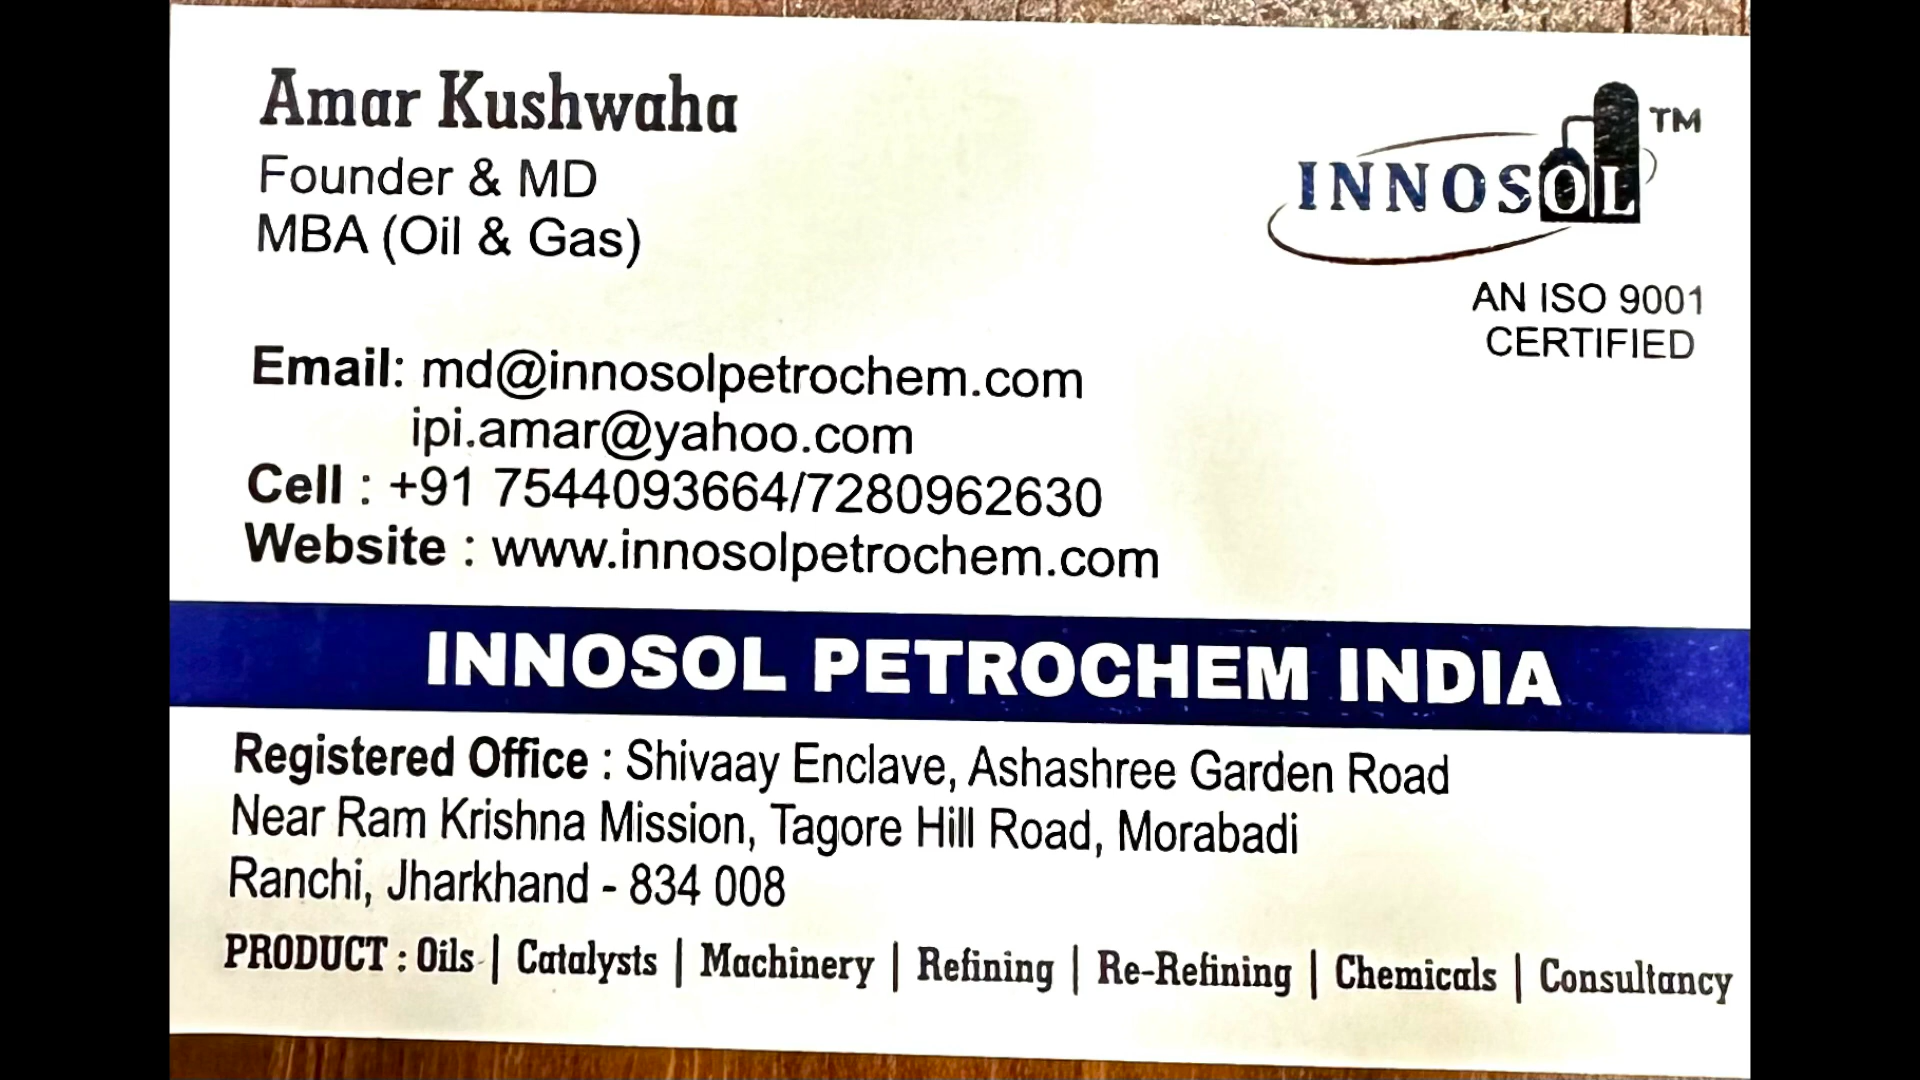 Amar Kushwaha
Founder & MD
MBA (Oil & Gas)
INNOSOL TM
AN ISO 9001
CERTIFIED
Email: md@innosolpetrochem.com
ipi.amar@yahoo.com
Cell : +91 7544093664/7280962630
Website : www.innosolpetrochem.com
INNOSOL PETROCHEM INDIA
Registered Office : Shivaay Enclave, Ashashree Garden Road
Near Ram Krishna Mission, Tagore Hill Road, Morabadi
Ranchi, Jharkhand - 834 008
PRODUCT : Oils | Catalysts | Machinery | Refining | Re-Refining | Chemicals | Consultancy